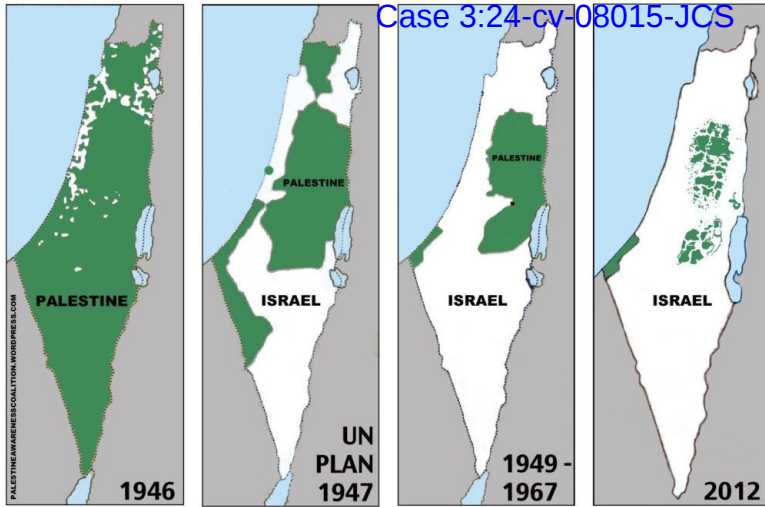 Case 3:24-cv-08015-JCS
PALESTINEAWARENESSCOALITION.WORDPRESS.COM
PALESTINE
1946
PALESTINE
ISRAEL
UN
PLAN
1947
PALESTINE
ISRAEL
1949 -
1967
ISRAEL
2012